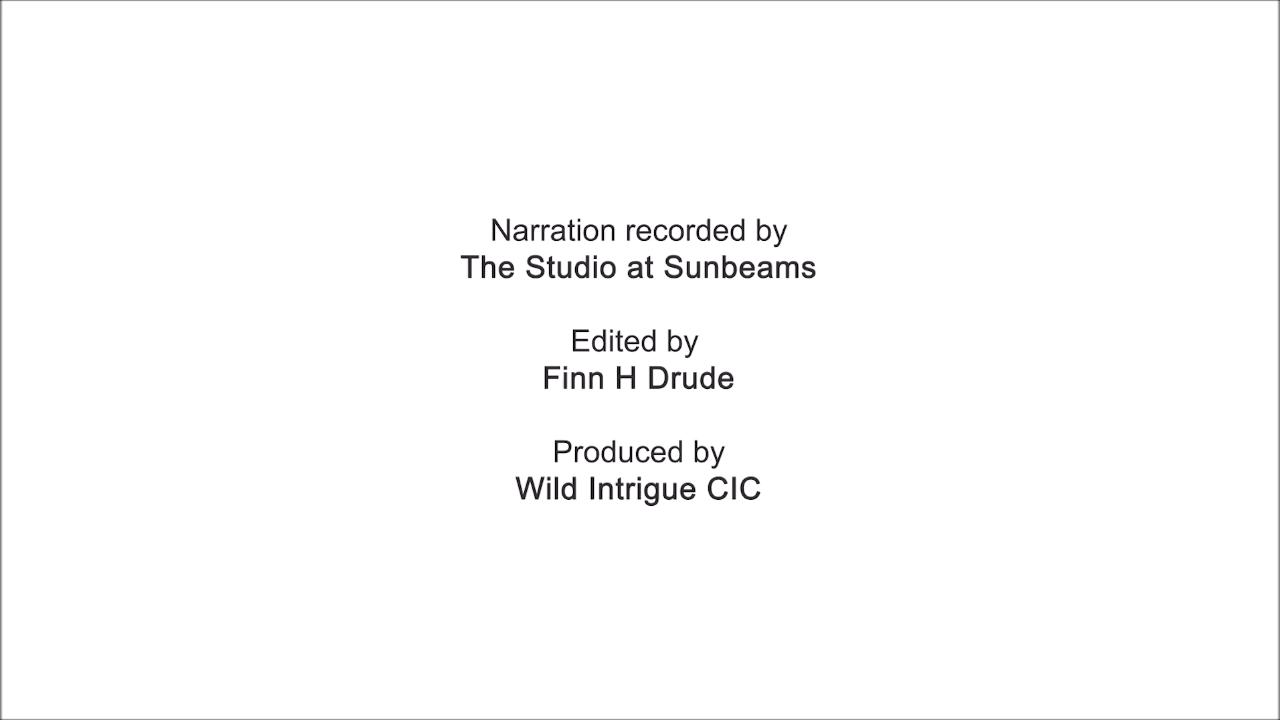 Narration recorded by
The Studio at Sunbeams
Edited by
Finn H Drude
Produced by
Wild Intrigue CIC